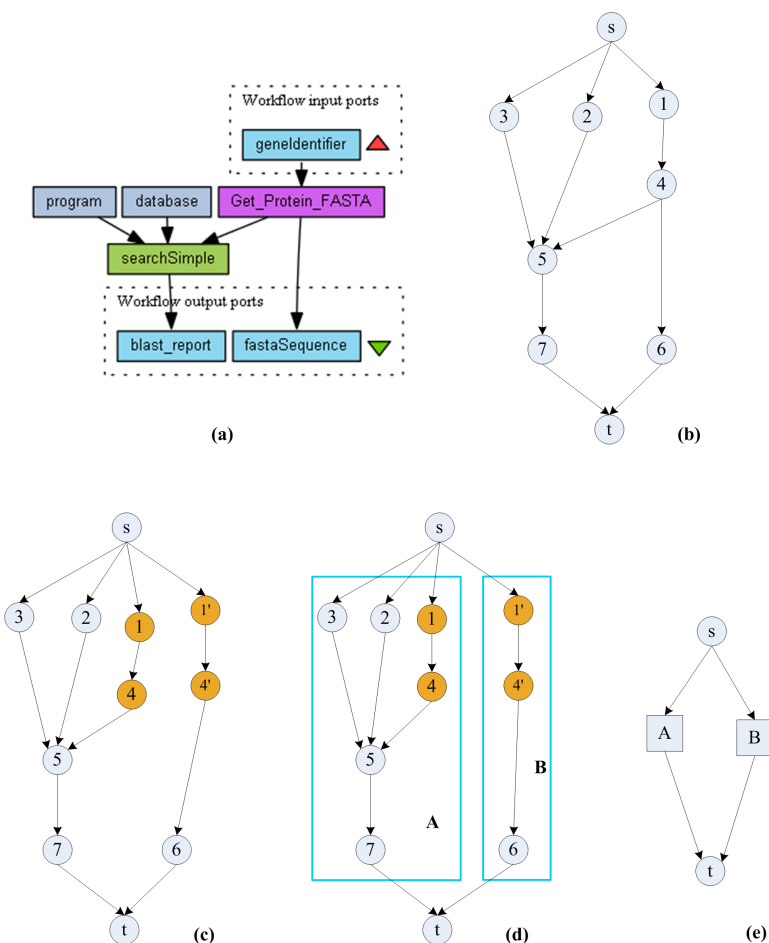 Workflow input ports
geneIdentifier
program
database
Get_Protein_FASTA
searchSimple
Workflow output ports
blast_report
fastaSequence
(a)
s
3
2
1
4
5
7
6
t
(b)
s
3
2
1
1'
4
4'
5
7
6
t
(c)
s
3
2
1
1'
4
4'
5
B
A
7
6
t
(d)
s
A
B
t
(e)